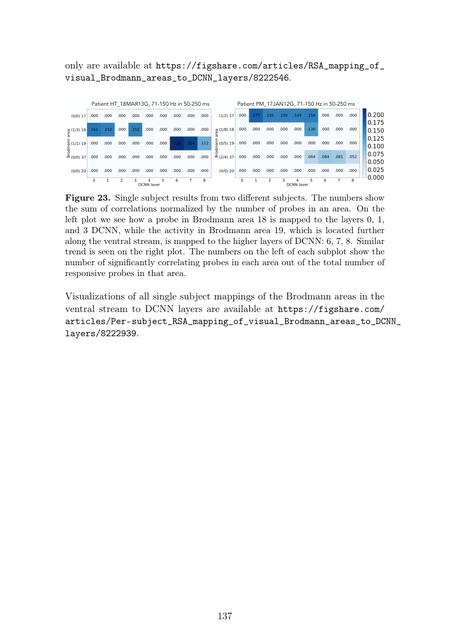 only are available at https://figshare.com/articles/RSA_mapping_of_
visual_Brodmann_areas_to_DCNN_layers/8222546.
Patient HT_18MAR13G, 71-150 Hz in 50-250 ms
Patient PM_17JAN12G, 71-150 Hz in 50-250 ms
Brodmann area
(0/0) 17 .000 .000 .000 .000 .000 .000 .000 .000 .000
(1/3) 18 .000 .000 .000 .000 .000
(1/1) 19 .000 .000 .000 .000 .000 .000 .112
(0/0) 37 .000 .000 .000 .000 .000 .000 .000 .000 .000
(0/0) 20 .000 .000 .000 .000 .000 .000 .000 .000 .000
0 1 2 3 4 5 6 7 8
DCNN layer
Brodmann area
(1/2) 17 .000 .000 .000 .000
(1/8) 18 .000 .000 .000 .000 .000 .130 .000 .000 .000
(0/5) 19 .000 .000 .000 .000 .000 .000 .000 .000 .000
(2/4) 37 .000 .000 .000 .000 .000 .064 .084 .081 .052
(0/0) 20 .000 .000 .000 .000 .000 .000 .000 .000 .000
0 1 2 3 4 5 6 7 8
DCNN layer
0.200
0.175
0.150
0.125
0.100
0.075
0.050
0.025
0.000
Figure 23. Single subject results from two different subjects. The numbers show
the sum of correlations normalized by the number of probes in an area. On the
left plot we see how a probe in Brodmann area 18 is mapped to the layers 0, 1,
and 3 DCNN, while the activity in Brodmann area 19, which is located further
along the ventral stream, is mapped to the higher layers of DCNN: 6, 7, 8. Similar
trend is seen on the right plot. The numbers on the left of each subplot show the
number of significantly correlating probes in each area out of the total number of
responsive probes in that area.
Visualizations of all single subject mappings of the Brodmann areas in the
ventral stream to DCNN layers are available at https://figshare.com/
articles/Per-subject_RSA_mapping_of_visual_Brodmann_areas_to_DCNN_
layers/8222939.
137